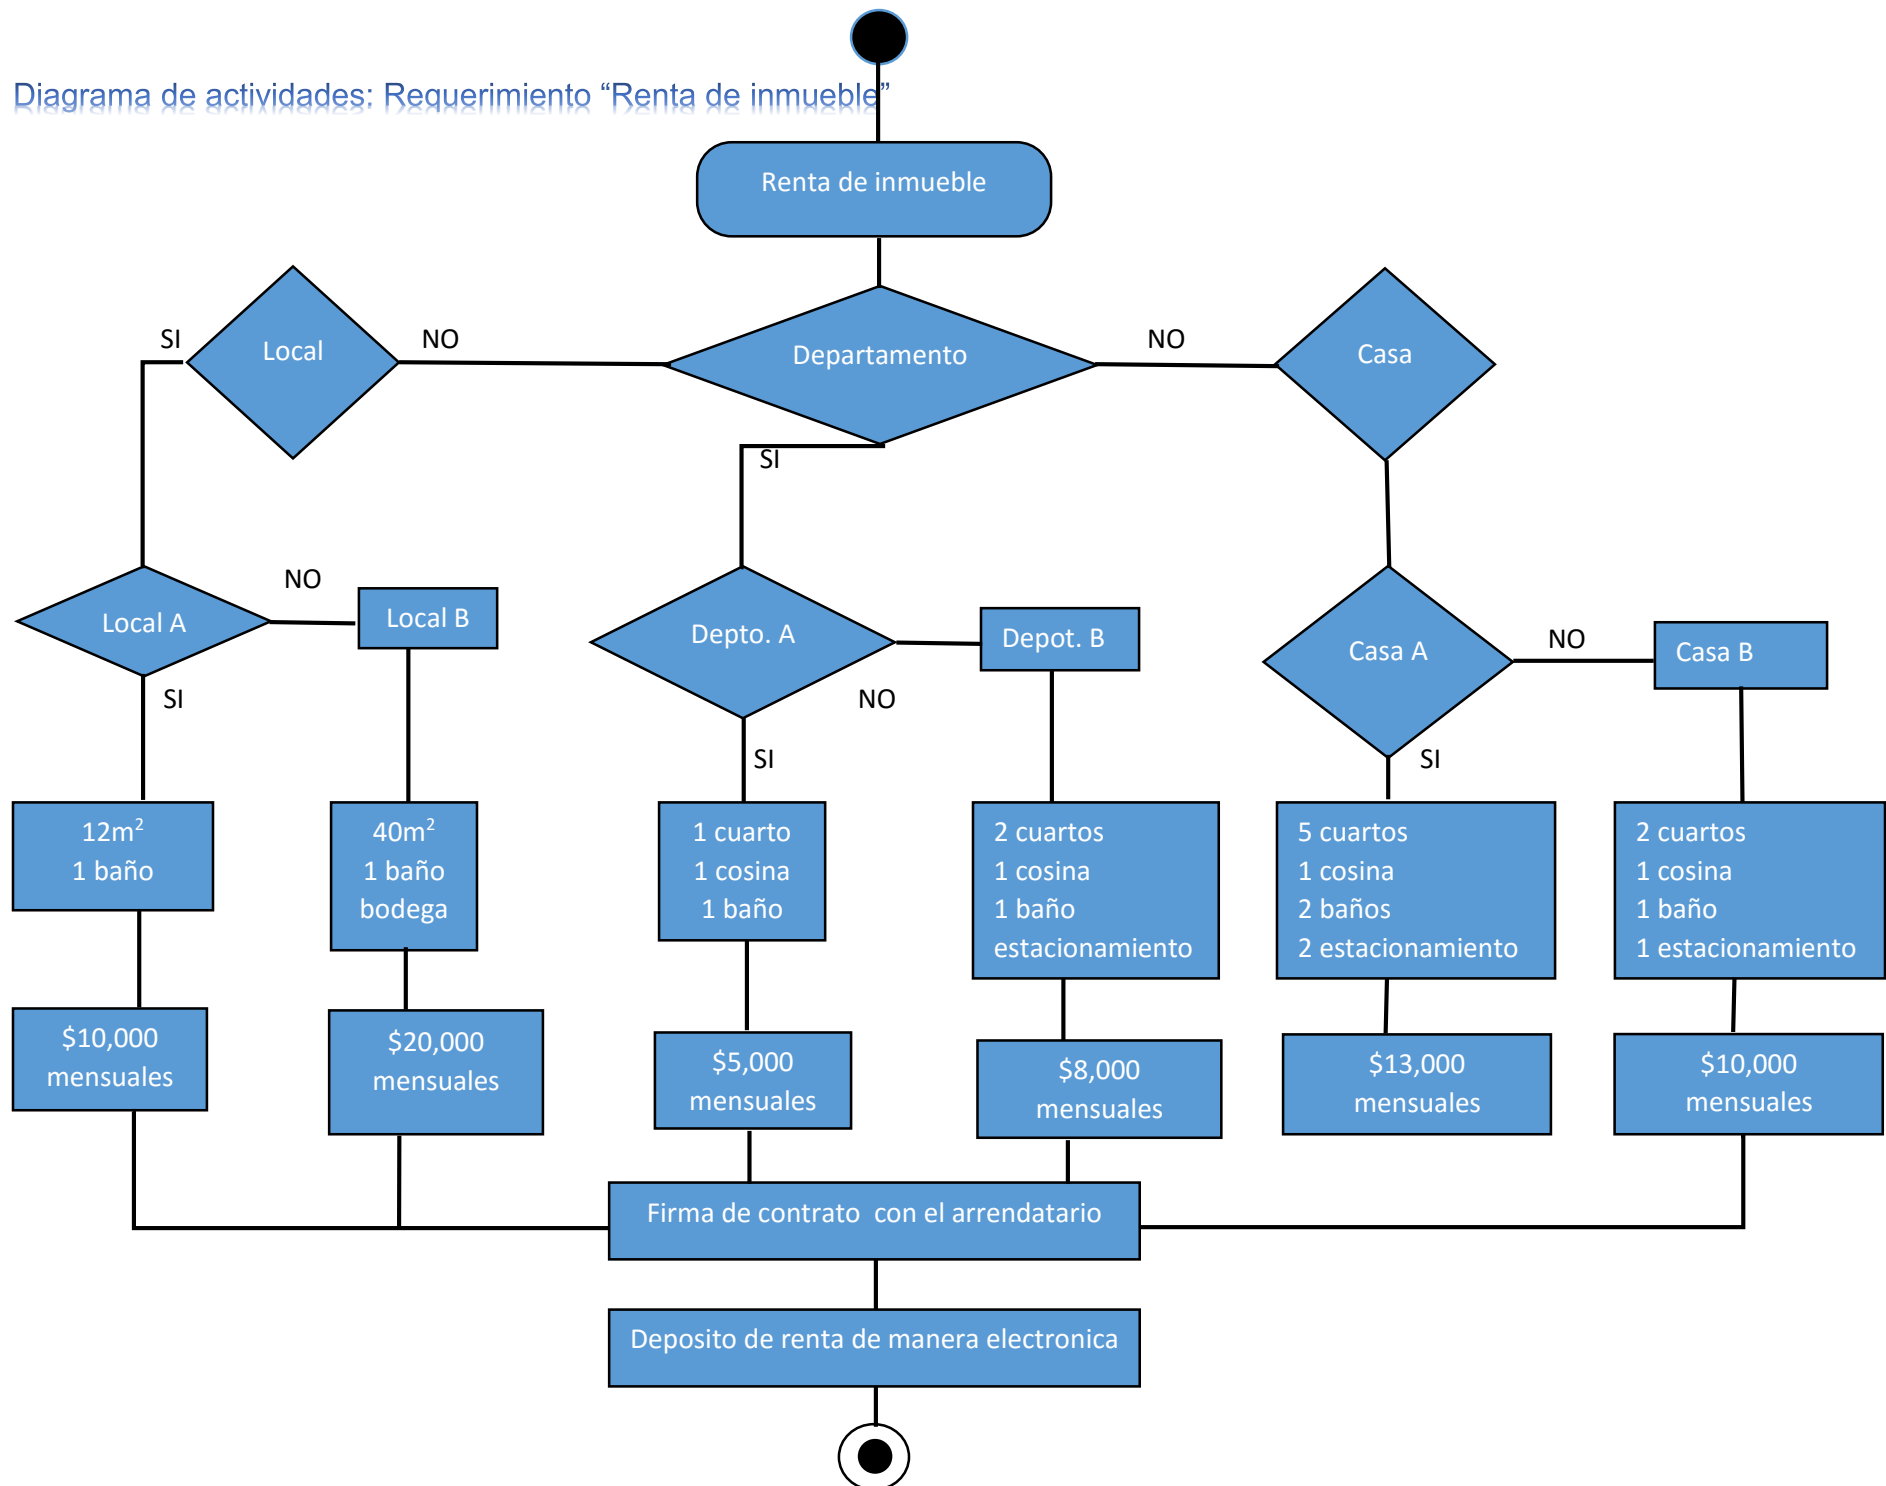 Diagrama de actividades: Requerimiento “Renta de inmueble”
Renta de inmueble
SI
Local
NO
Departamento
NO
Casa
SI
Local A
NO
Local B
SI
Depto. A
NO
Depot. B
SI
Casa A
NO
Casa B
SI
12m²
1 baño
40m²
1 baño
bodega
1 cuarto
1 cosina
1 baño
2 cuartos
1 cosina
1 baño
estacionamiento
5 cuartos
1 cosina
2 baños
2 estacionamiento
2 cuartos
1 cosina
1 baño
1 estacionamiento
$10,000
mensuales
$20,000
mensuales
$5,000
mensuales
$8,000
mensuales
$13,000
mensuales
$10,000
mensuales
Firma de contrato  con el arrendatario
Deposito de renta de manera electronica